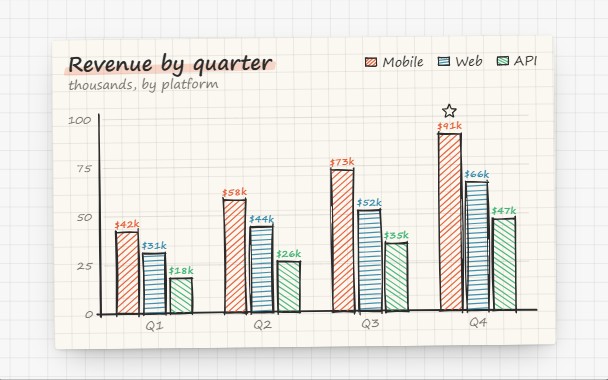 Revenue by quarter
thousands, by platform
Mobile Web API
100
75
50
25
0
$42k $31k $18k
$58k $44k $26k
$73k $52k $35k
$91k $66k $47k
Q1 Q2 Q3 Q4